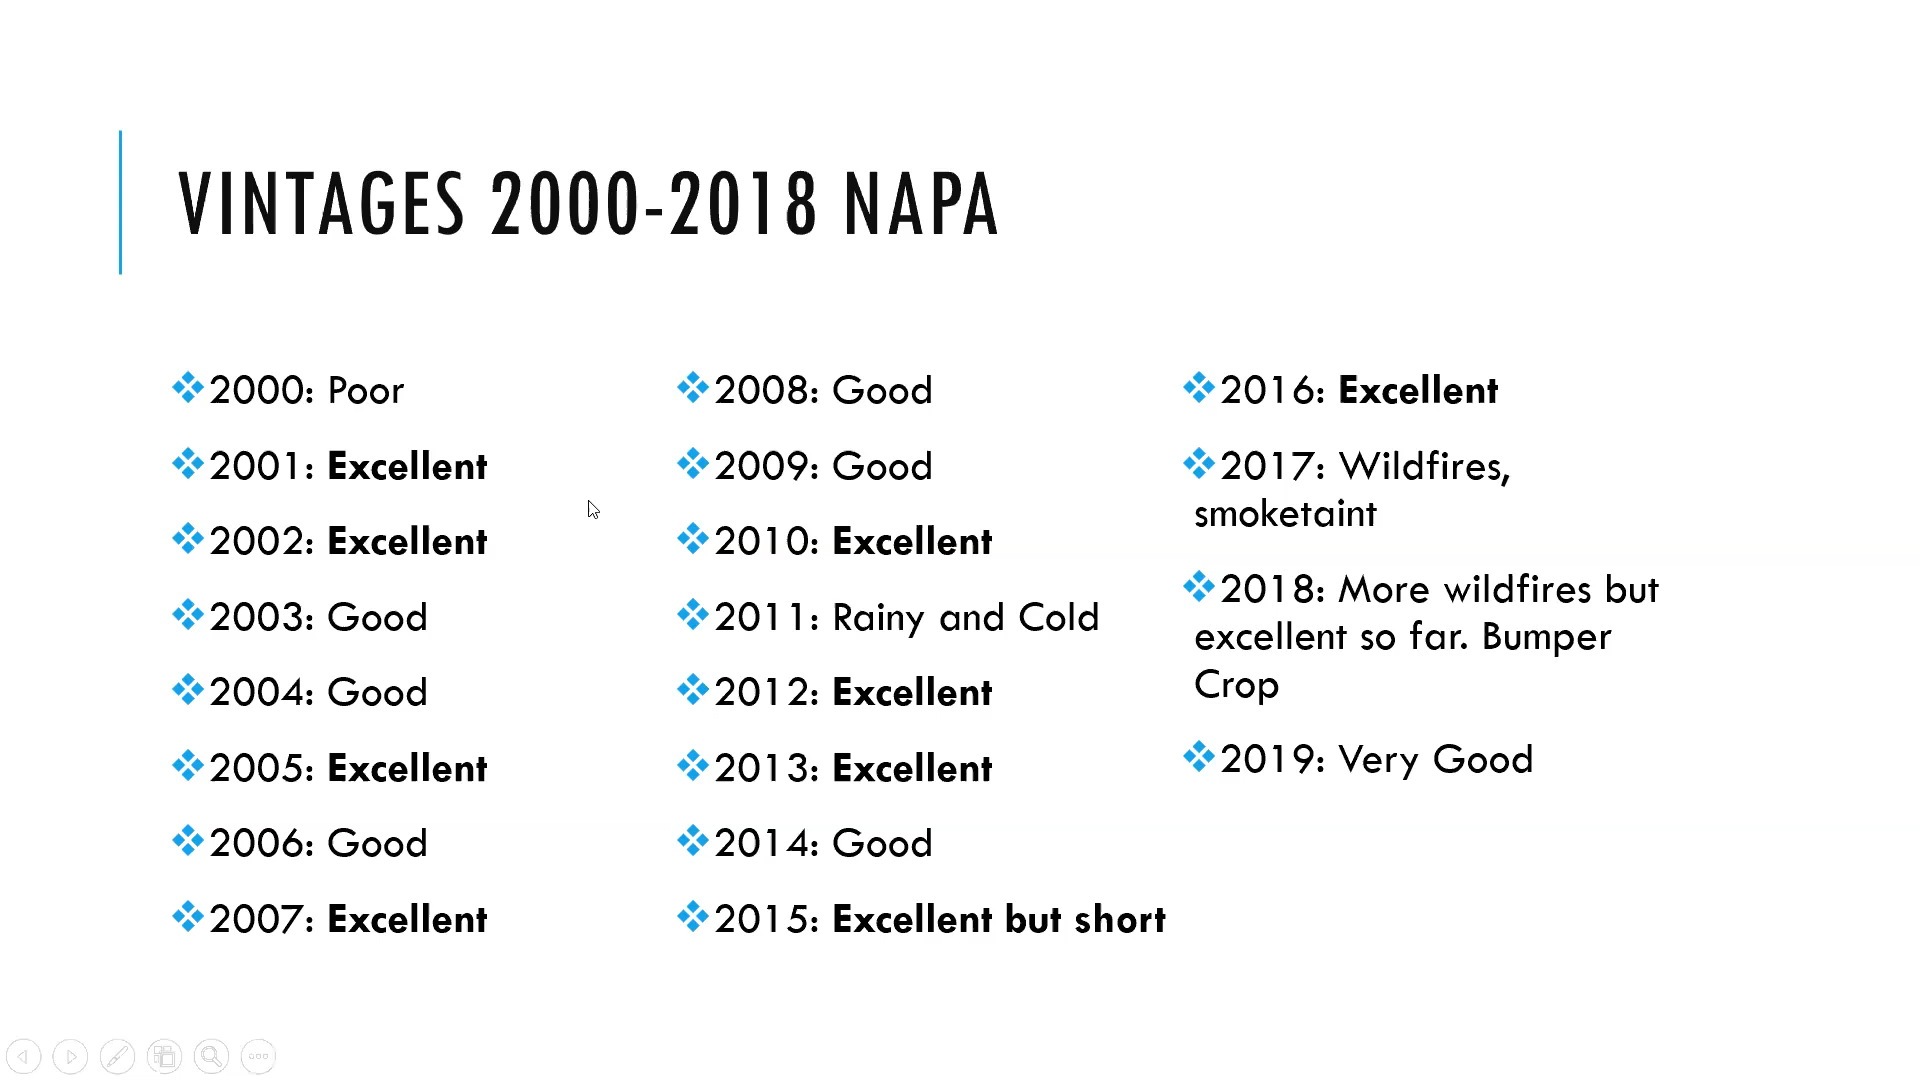 VINTAGES 2000-2018 NAPA
2000: Poor
2001: Excellent
2002: Excellent
2003: Good
2004: Good
2005: Excellent
2006: Good
2007: Excellent
2008: Good
2009: Good
2010: Excellent
2011: Rainy and Cold
2012: Excellent
2013: Excellent
2014: Good
2015: Excellent but short
2016: Excellent
2017: Wildfires,
smoketaint
2018: More wildfires but
excellent so far. Bumper
Crop
2019: Very Good